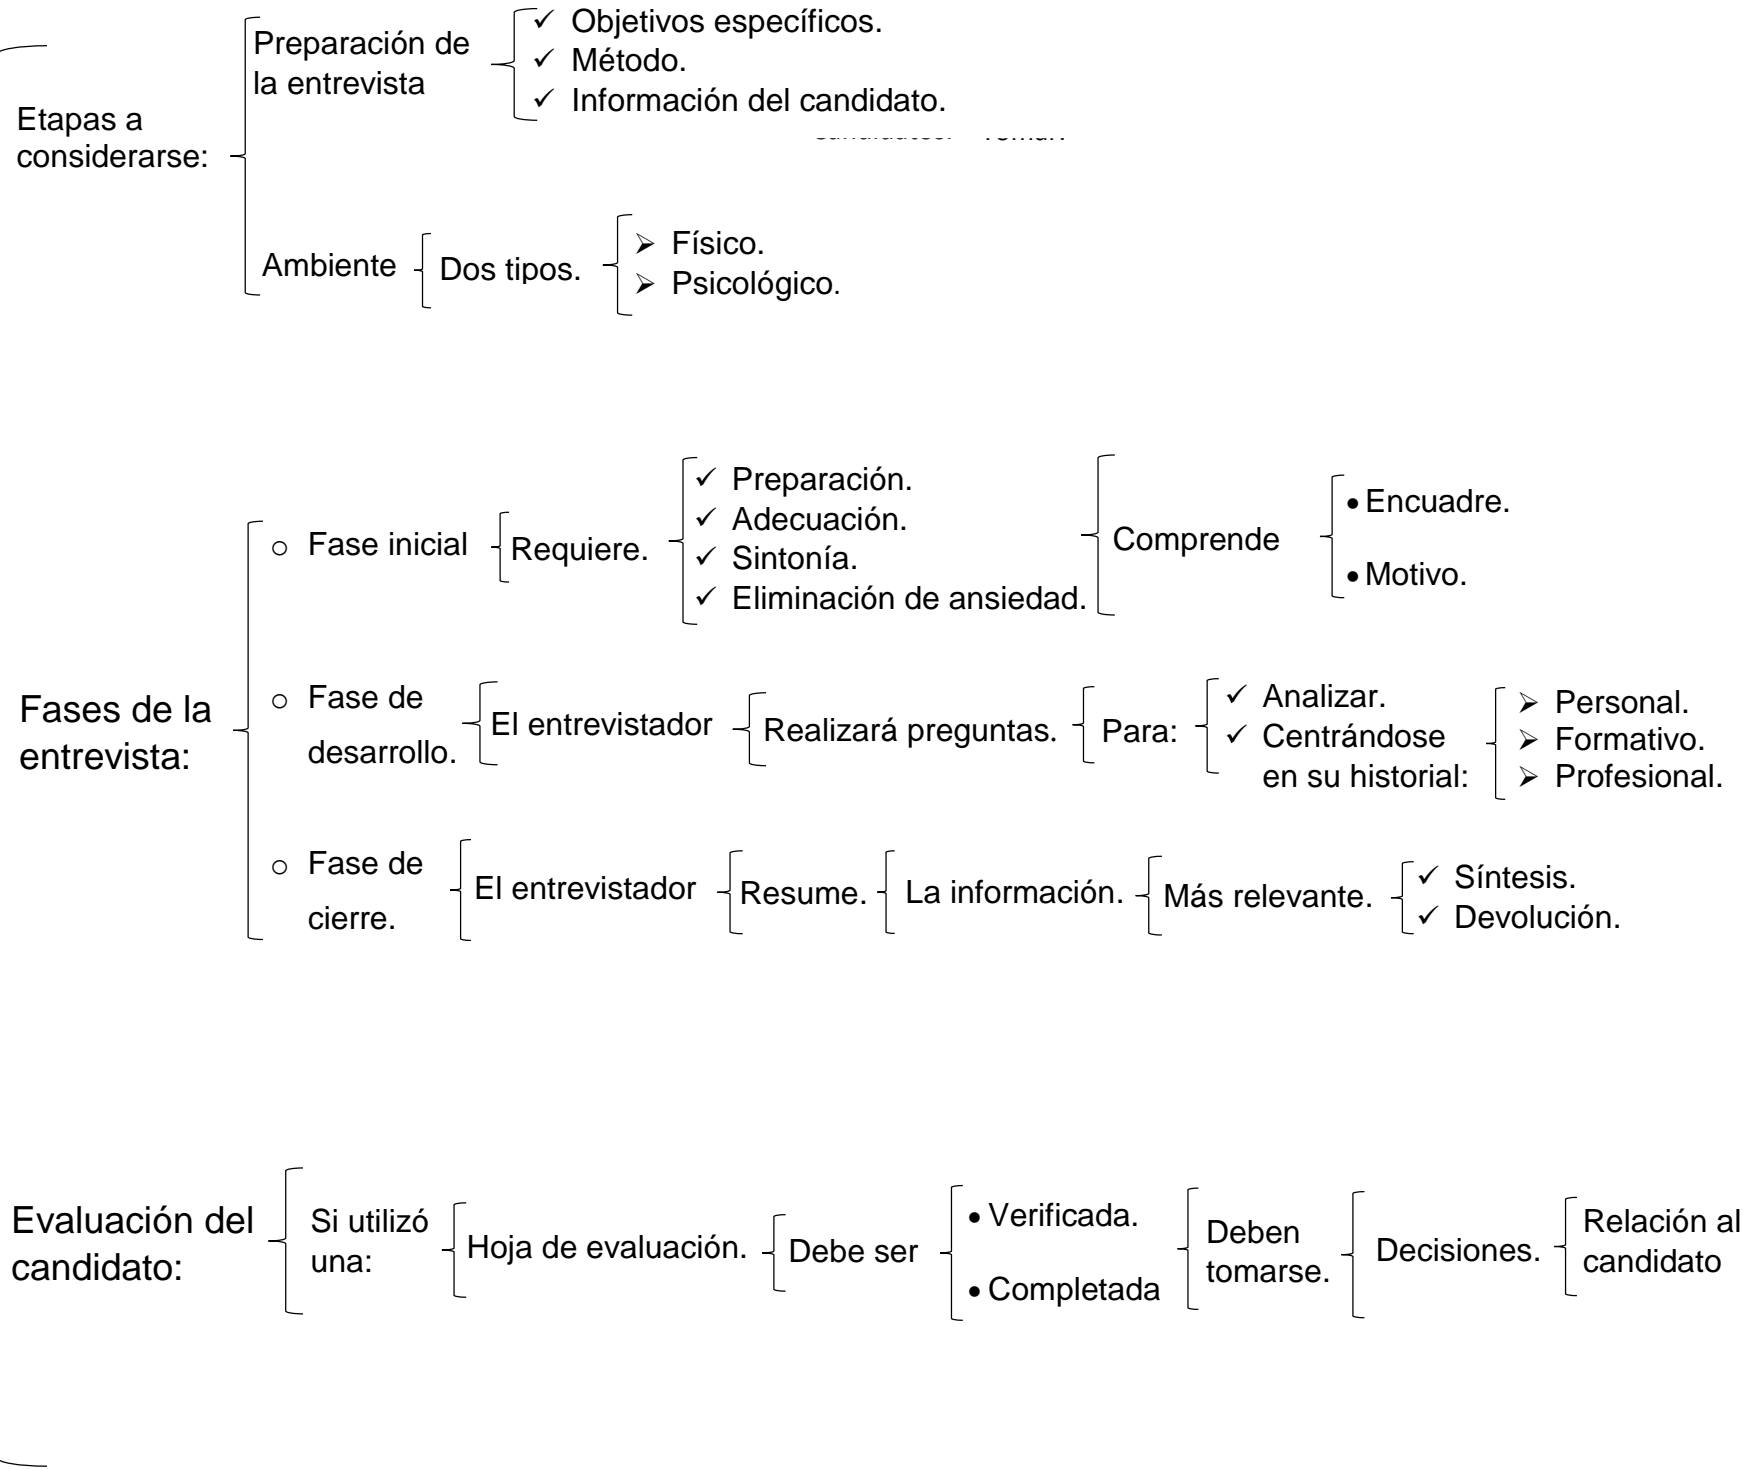 Etapas a
considerarse:
Preparación de
la entrevista
✓ Objetivos específicos.
✓ Método.
✓ Información del candidato.
Ambiente
Dos tipos.
➢ Físico.
➢ Psicológico.
Fases de la
entrevista:
○ Fase inicial
Requiere.
✓ Preparación.
✓ Adecuación.
✓ Sintonía.
✓ Eliminación de ansiedad.
Comprende
• Encuadre.
• Motivo.
○ Fase de
desarrollo.
El entrevistador
Realizará preguntas.
Para:
✓ Analizar.
✓ Centrándose
en su historial:
➢ Personal.
➢ Formativo.
➢ Profesional.
○ Fase de
cierre.
El entrevistador
Resume.
La información.
Más relevante.
✓ Síntesis.
✓ Devolución.
Evaluación del
candidato:
Si utilizó
una:
Hoja de evaluación.
Debe ser
• Verificada.
• Completada
Deben
tomarse.
Decisiones.
Relación al
candidato